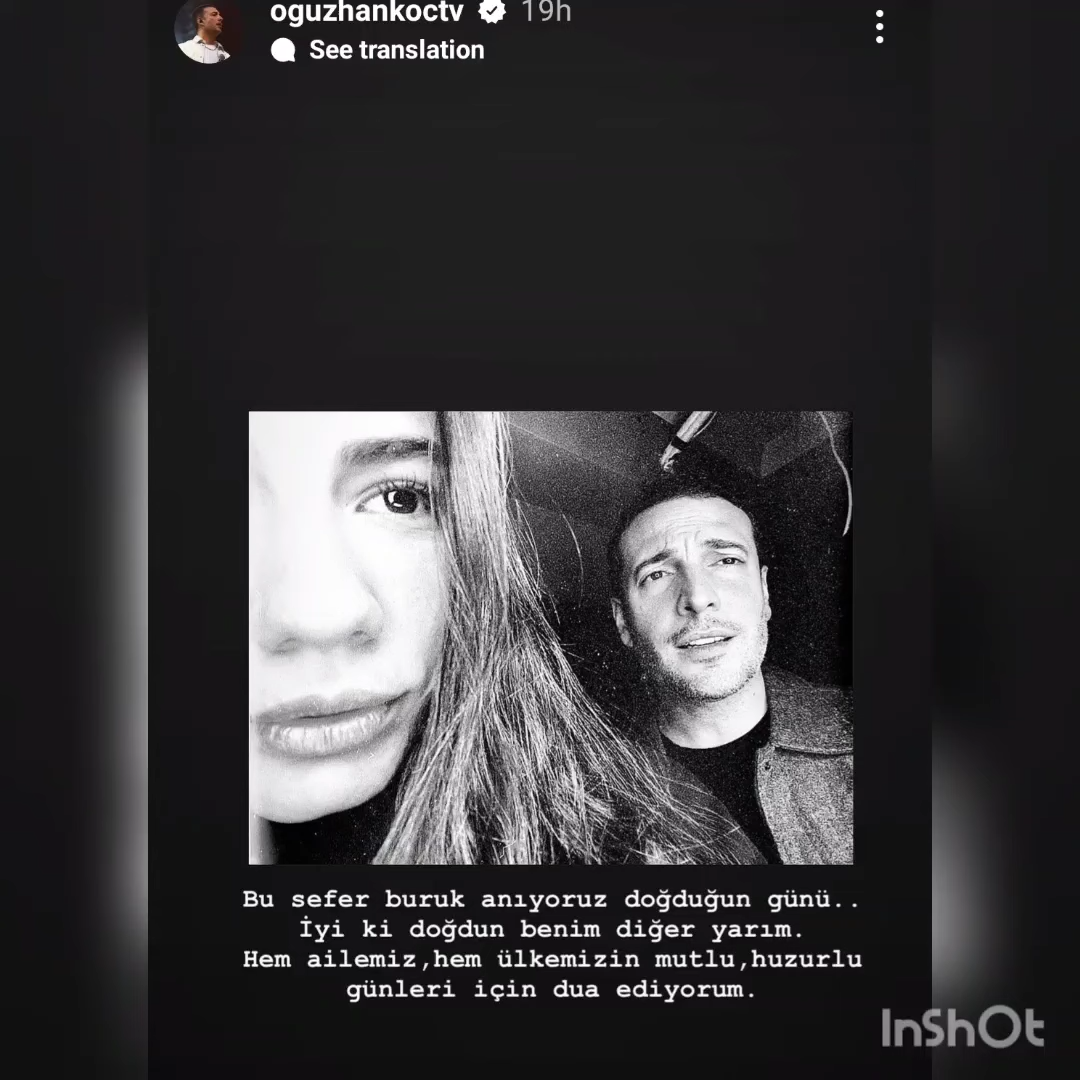 oguzhankoctv 19h
See translation
Bu sefer buruk anıyoruz doğduğun günü..
İyi ki doğdun benim diğer yarım.
Hem ailemiz,hem ülkemizin mutlu,huzurlu
günleri için dua ediyorum.
InShOt